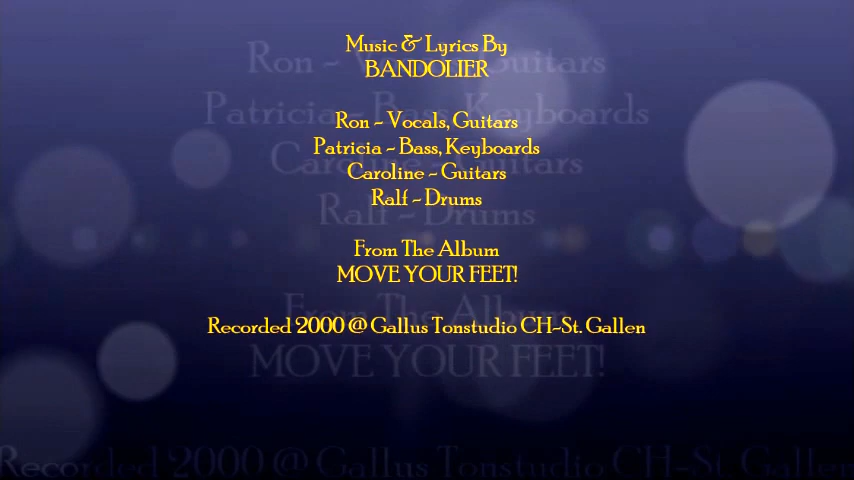 Music & Lyrics By
BANDOLIER
Ron - Vocals, Guitars
Patricia - Bass, Keyboards
Caroline - Guitars
Ralf - Drums
From The Album
MOVE YOUR FEET!
Recorded 2000 @ Gallus Tonstudio CH-St. Gallen